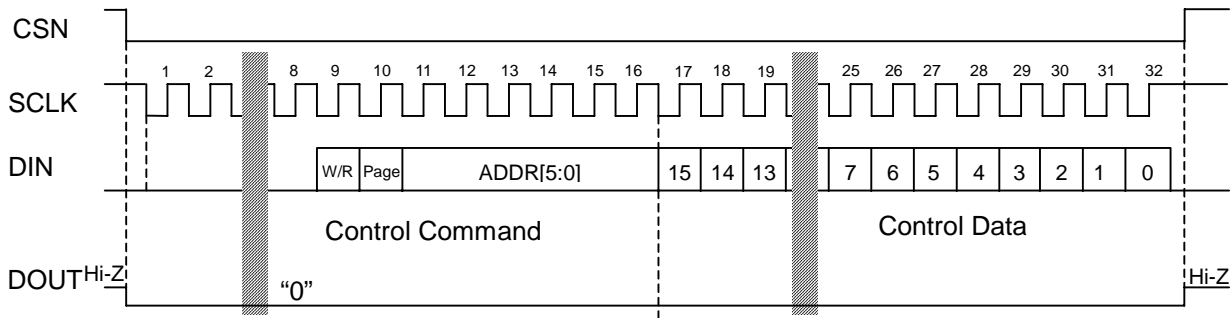 CSN
1 2 8 9 10 11 12 13 14 15 16 17 18 19 25 26 27 28 29 30 31 32
SCLK
DIN W/R Page ADDR[5:0] 15 14 13 7 6 5 4 3 2 1 0
Control Command Control Data
DOUT Hi-Z "0" Hi-Z